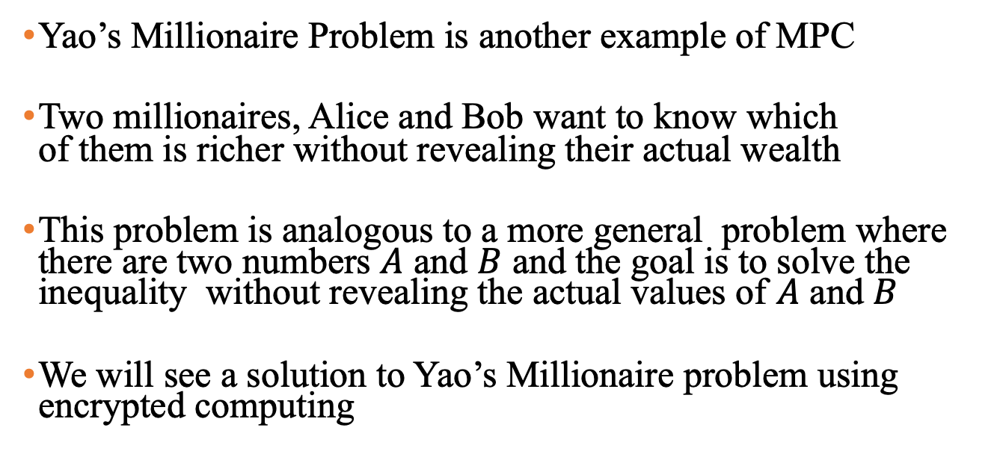 •Yao’s Millionaire Problem is another example of MPC
•Two millionaires, Alice and Bob want to know which
of them is richer without revealing their actual wealth
•This problem is analogous to a more general  problem where
there are two numbers A and B and the goal is to solve the
inequality  without revealing the actual values of A and B
•We will see a solution to Yao’s Millionaire problem using
encrypted computing